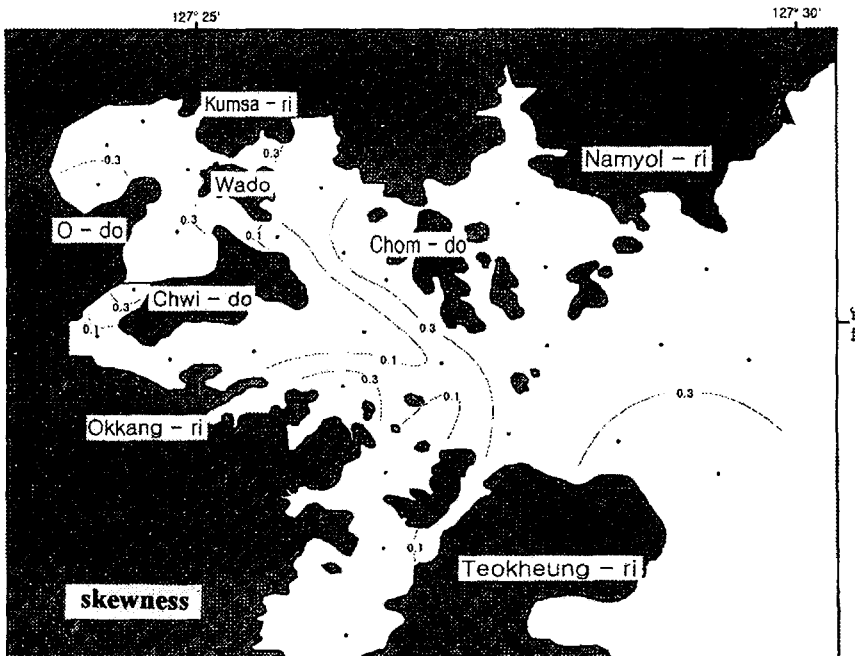 127° 25'
127° 30'
Kumsa - ri
Namyol - ri
0.3
0.3
Wado
O - do
0.3
0.1
Chom - do
Chwi - do
0.3
0.1
0.3
0.1
0.3
0.1
0.3
Okkang - ri
Teokheung - ri
skewness